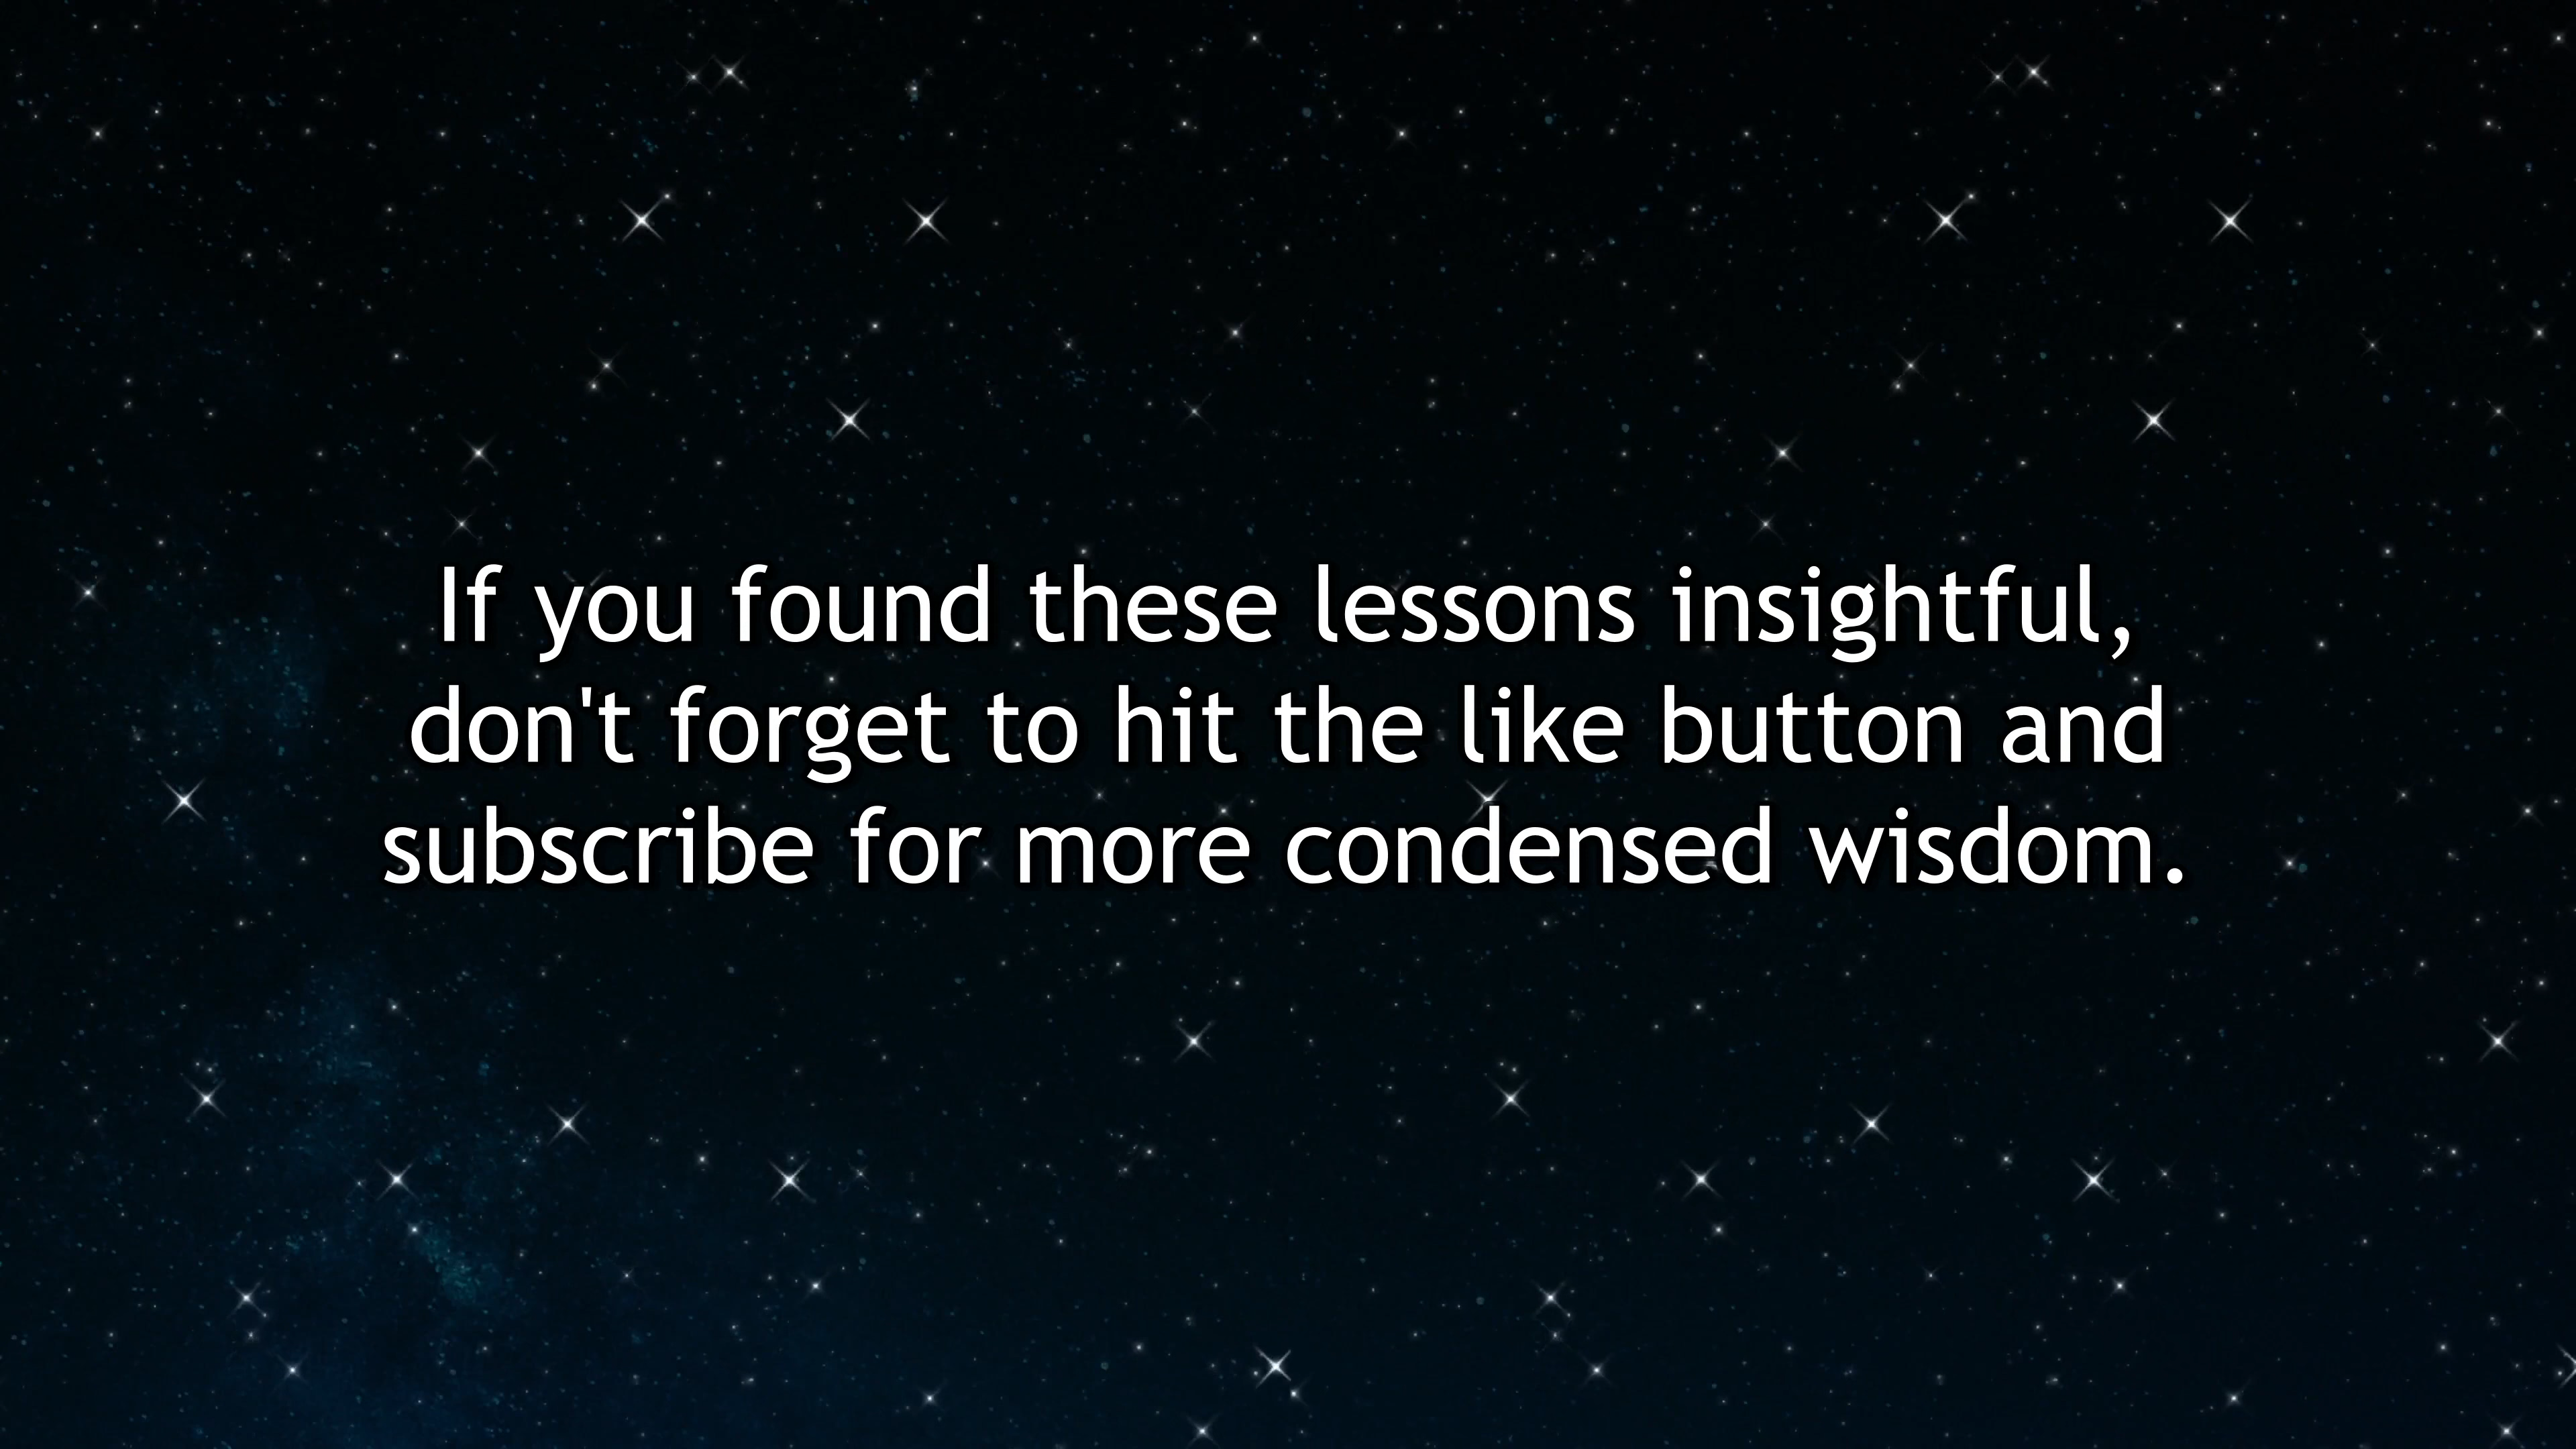 If you found these lessons insightful,
don't forget to hit the like button and
subscribe for more condensed wisdom.